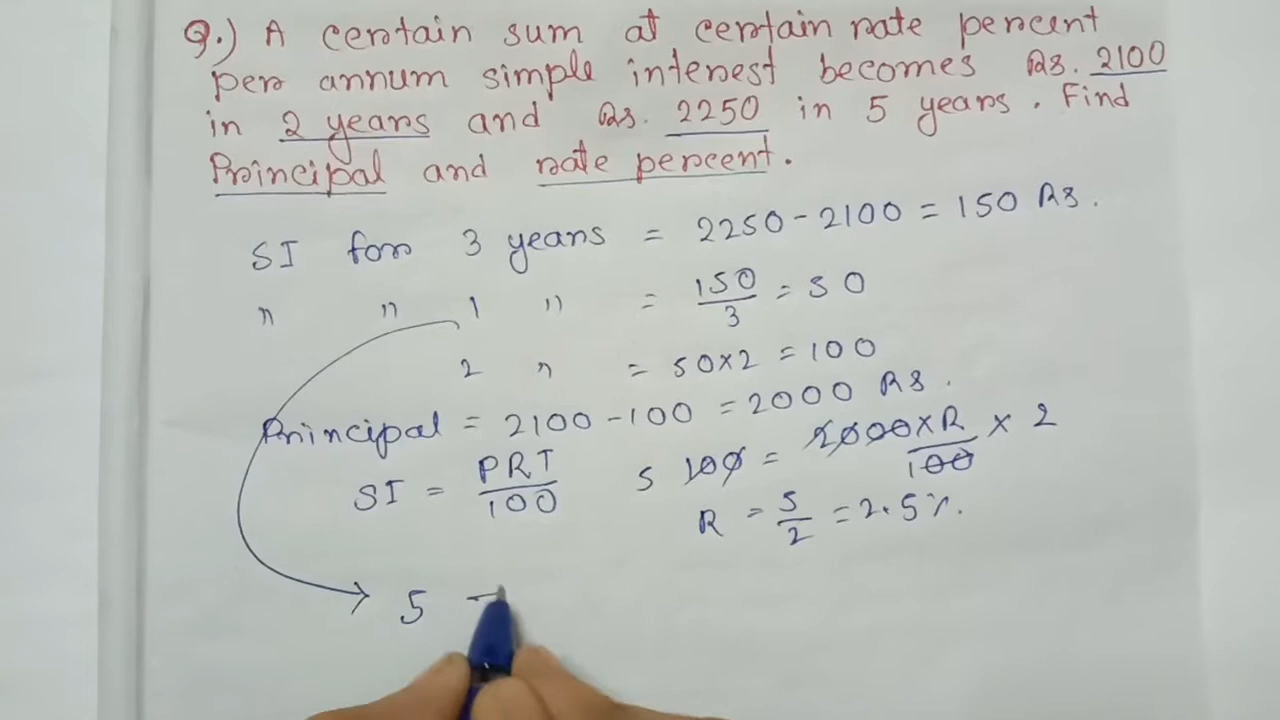 Q.) A certain sum at certain rate percent
per annum simple interest becomes Rs. 2100
in 2 years and Rs. 2250 in 5 years. Find
Principal and rate percent.
SI for 3 years = 2250 - 2100 = 150 Rs.
" " 1 " = 150/3 = 50
2 " = 50×2 = 100
Principal = 2100 - 100 = 2000 Rs.
SI = PRT/100 5 100 = 2000×R/100 × 2
R = 5/2 = 2.5%.
→ 5 -